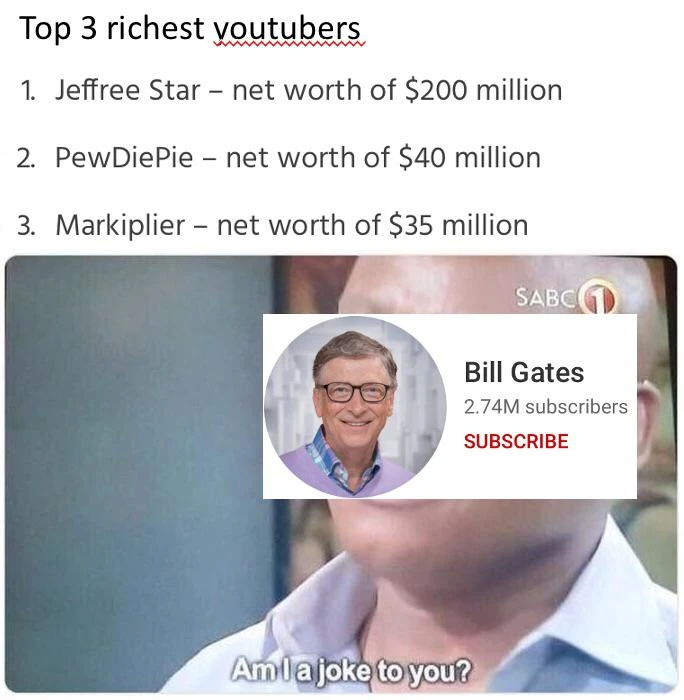 Top 3 richest youtubers
1. Jeffree Star – net worth of $200 million
2. PewDiePie – net worth of $40 million
3. Markiplier – net worth of $35 million
SABC 1
Bill Gates
2.74M subscribers
SUBSCRIBE
Am I a joke to you?